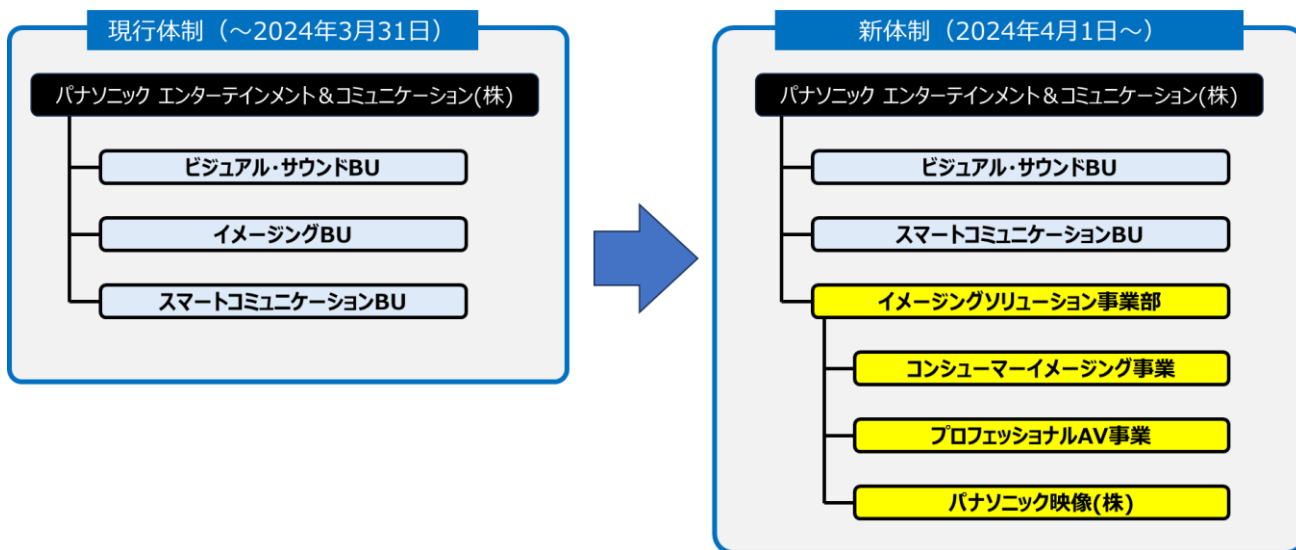 現行体制（～2024年3月31日）
パナソニック エンターテインメント＆コミュニケーション(株)
ビジュアル・サウンドBU
イメージングBU
スマートコミュニケーションBU
新体制（2024年4月1日～）
パナソニック エンターテインメント＆コミュニケーション(株)
ビジュアル・サウンドBU
スマートコミュニケーションBU
イメージングソリューション事業部
コンシューマーイメージング事業
プロフェッショナルAV事業
パナソニック映像(株)